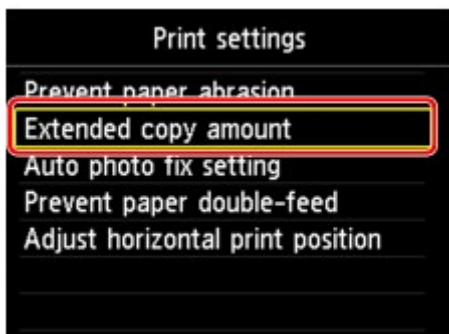 Print settings
Prevent paper abrasion
Extended copy amount
Auto photo fix setting
Prevent paper double-feed
Adjust horizontal print position